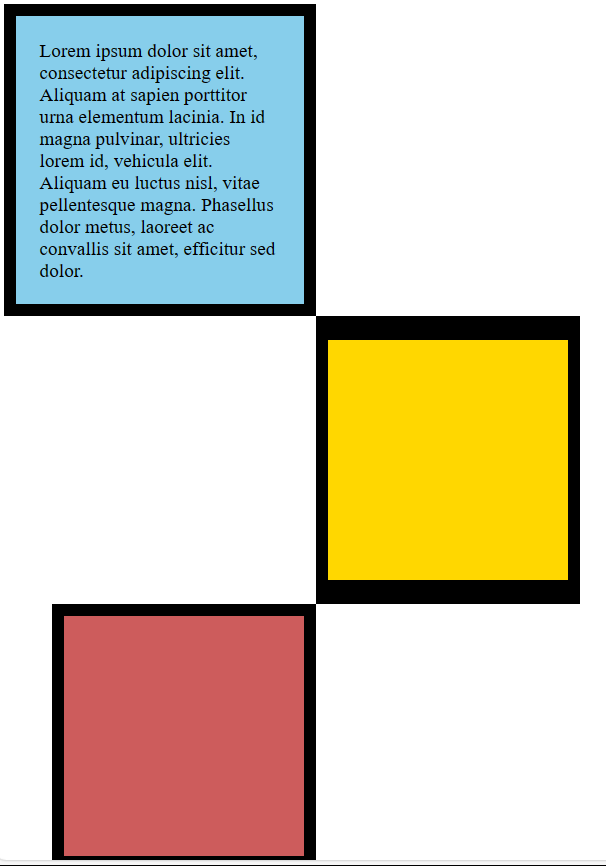 Lorem ipsum dolor sit amet,
consectetur adipiscing elit.
Aliquam at sapien porttitor
urna elementum lacinia. In id
magna pulvinar, ultricies
lorem id, vehicula elit.
Aliquam eu luctus nisl, vitae
pellentesque magna. Phasellus
dolor metus, laoreet ac
convallis sit amet, efficitur sed
dolor.